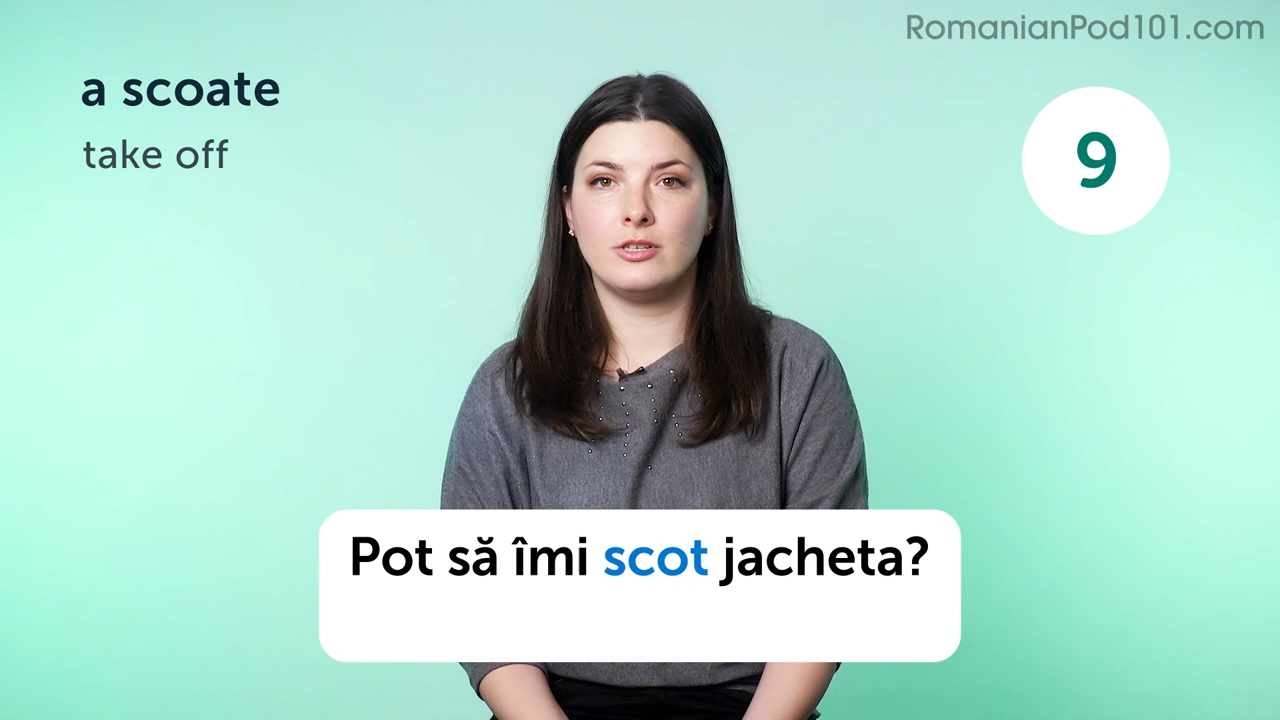 RomanianPod101.com
a scoate
take off
9
Pot să îmi scot jacheta?